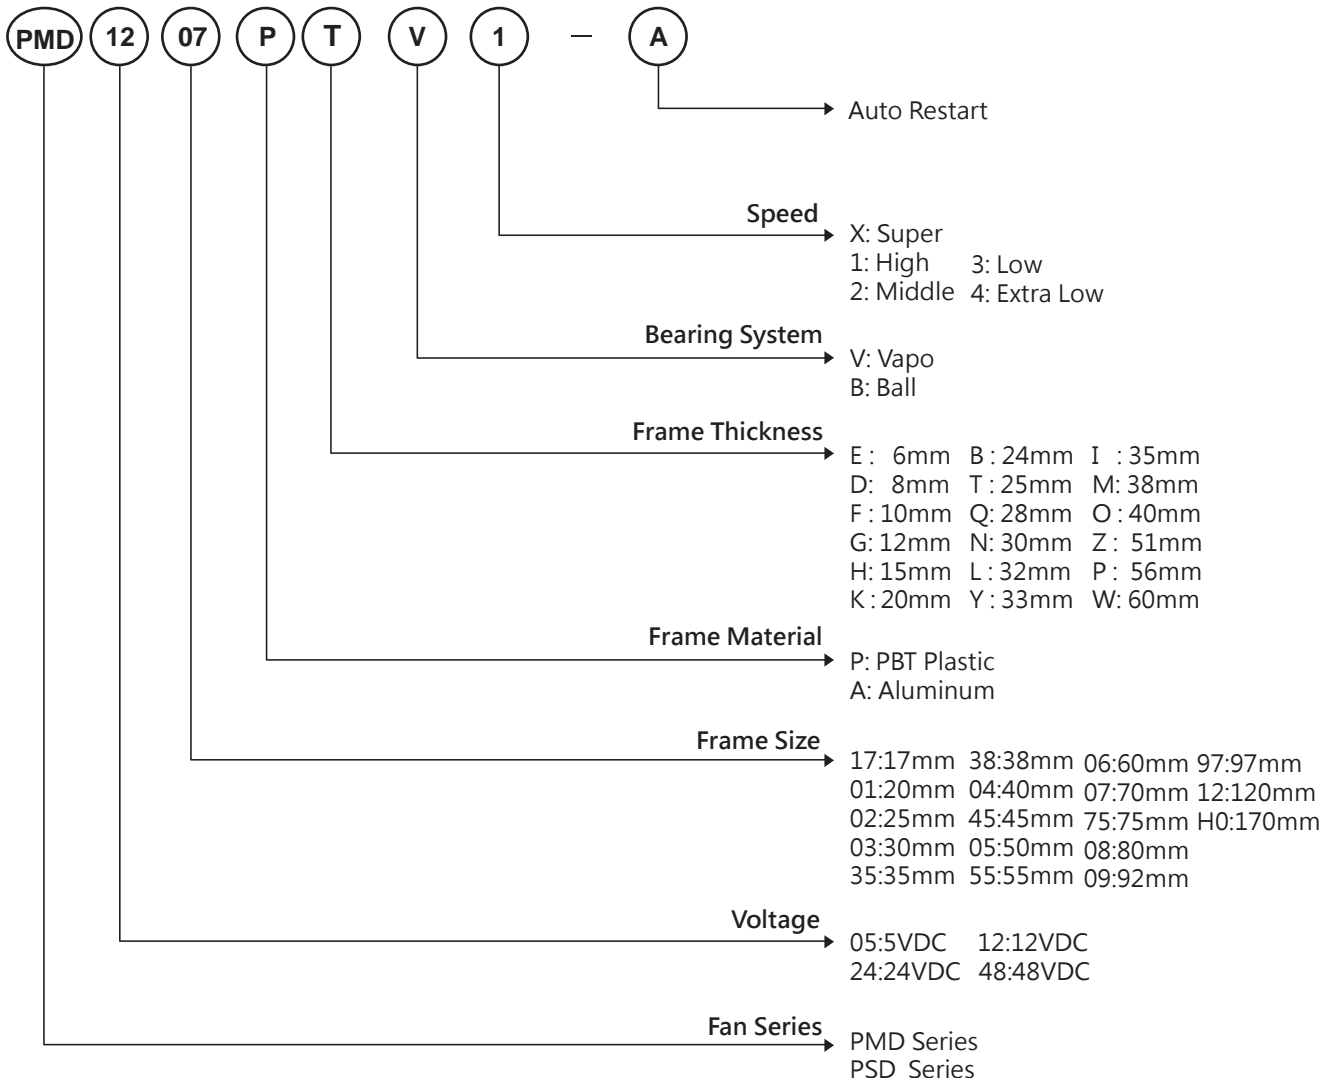 PMD 12 07 P T V 1 – A
Auto Restart
Speed
X: Super
1: High 3: Low
2: Middle 4: Extra Low
Bearing System
V: Vapo
B: Ball
Frame Thickness
E : 6mm B : 24mm I : 35mm
D: 8mm T : 25mm M: 38mm
F : 10mm Q: 28mm O : 40mm
G: 12mm N: 30mm Z : 51mm
H: 15mm L : 32mm P : 56mm
K : 20mm Y : 33mm W: 60mm
Frame Material
P: PBT Plastic
A: Aluminum
Frame Size
17:17mm 38:38mm 06:60mm 97:97mm
01:20mm 04:40mm 07:70mm 12:120mm
02:25mm 45:45mm 75:75mm H0:170mm
03:30mm 05:50mm 08:80mm
35:35mm 55:55mm 09:92mm
Voltage
05:5VDC 12:12VDC
24:24VDC 48:48VDC
Fan Series
PMD Series
PSD Series